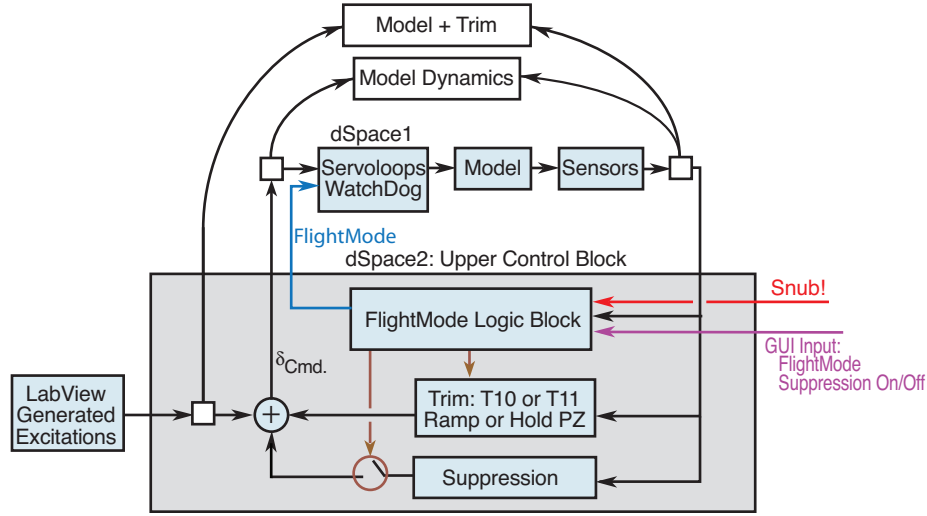 Model + Trim
Model Dynamics
dSpace1
Servoloops
WatchDog
Model
Sensors
FlightMode
dSpace2: Upper Control Block
Snub!
FlightMode Logic Block
GUI Input:
FlightMode
Suppression On/Off
δCmd.
LabView
Generated
Excitations
+
Trim: T10 or T11
Ramp or Hold PZ
Suppression